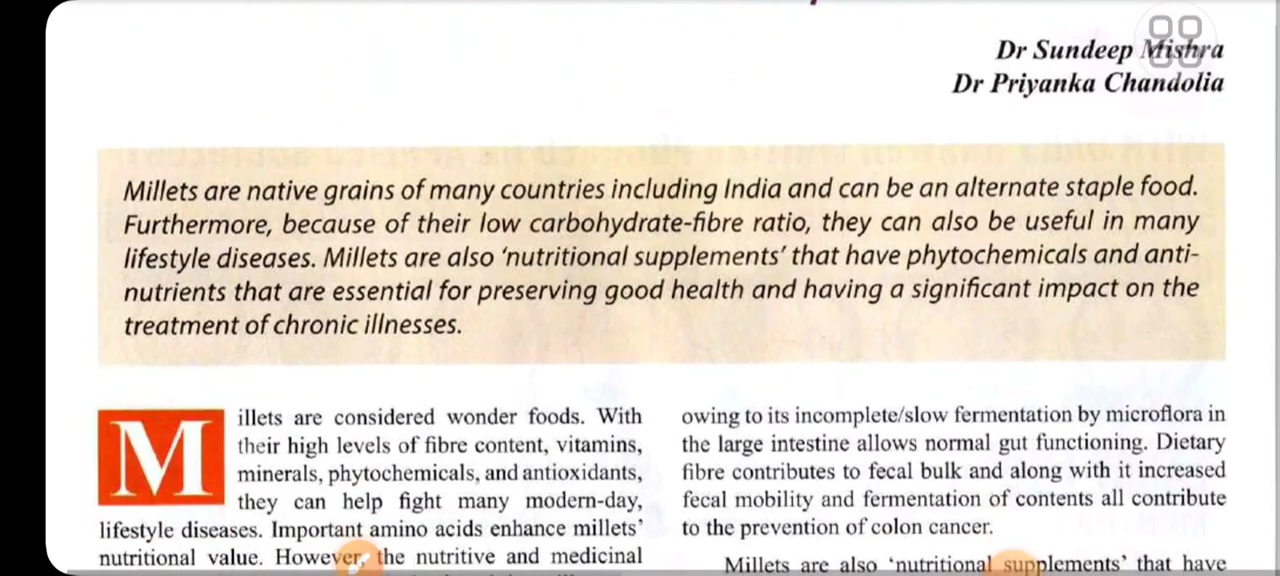 Dr Sundeep Mishra
Dr Priyanka Chandolia
Millets are native grains of many countries including India and can be an alternate staple food.
Furthermore, because of their low carbohydrate-fibre ratio, they can also be useful in many
lifestyle diseases. Millets are also ‘nutritional supplements’ that have phytochemicals and anti-
nutrients that are essential for preserving good health and having a significant impact on the
treatment of chronic illnesses.
Millets are considered wonder foods. With
their high levels of fibre content, vitamins,
minerals, phytochemicals, and antioxidants,
they can help fight many modern-day,
lifestyle diseases. Important amino acids enhance millets’
nutritional value. However, the nutritive and medicinal
owing to its incomplete/slow fermentation by microflora in
the large intestine allows normal gut functioning. Dietary
fibre contributes to fecal bulk and along with it increased
fecal mobility and fermentation of contents all contribute
to the prevention of colon cancer.
Millets are also ‘nutritional supplements’ that have